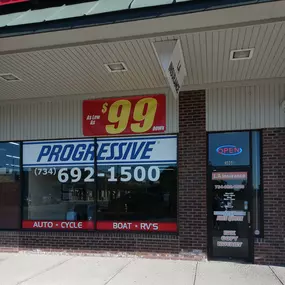 As Low
As
$99
DOWN
PROGRESSIVE
(734) 692-1500
OPEN
AUTO • CYCLE
BOAT • RV'S